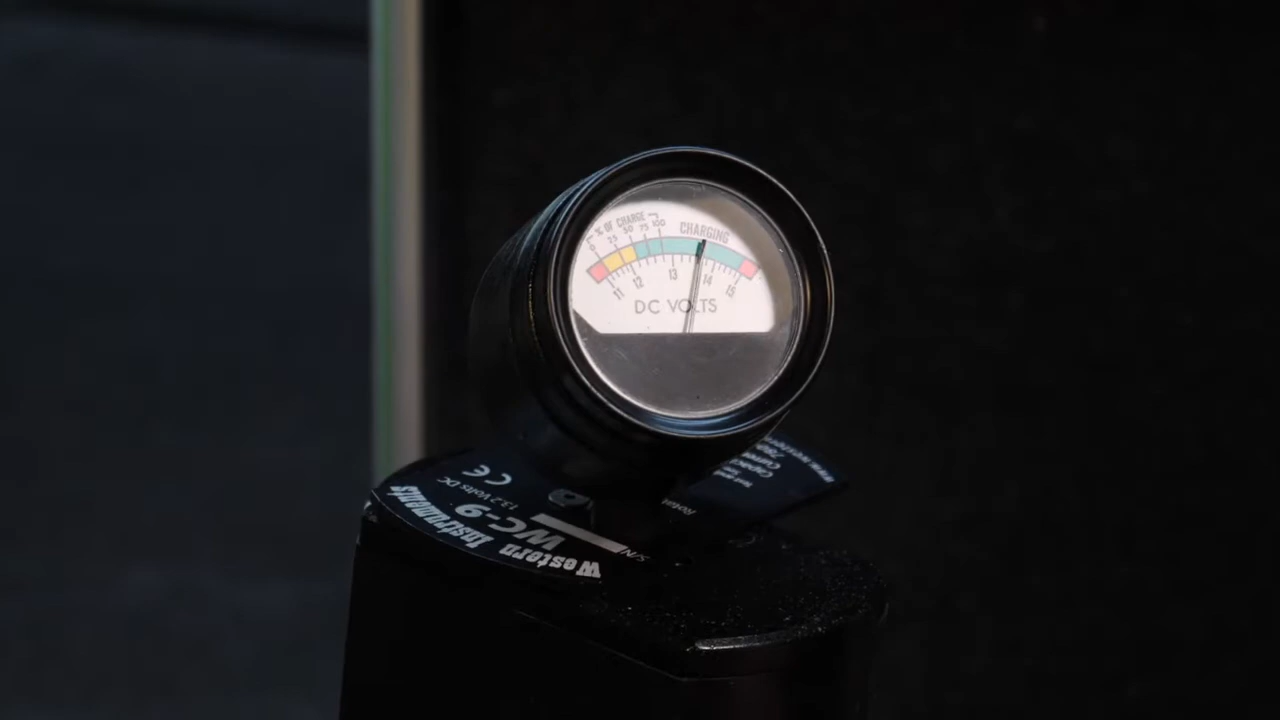 % OF CHARGE
0 25 50 75 100
CHARGING
11 12 13 14 15
DC VOLTS
CE
13.2 Volts DC
WC-9
Western Instruments
S/N